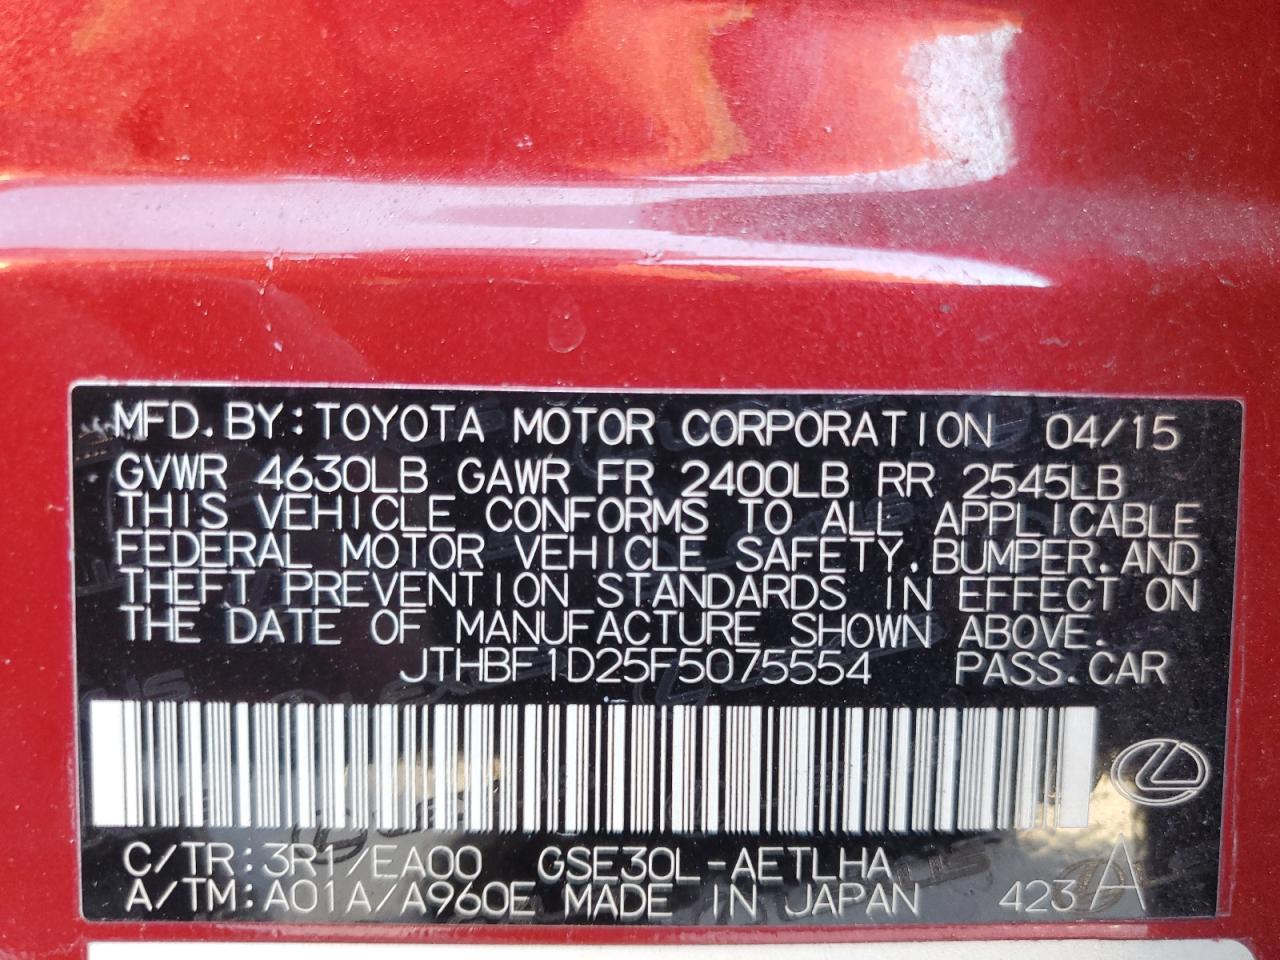 MFD. BY: TOYOTA MOTOR CORPORATION 04/15
GVWR 4630LB GAWR FR 2400LB RR 2545LB
THIS VEHICLE CONFORMS TO ALL APPLICABLE
FEDERAL MOTOR VEHICLE SAFETY. BUMPER. AND
THEFT PREVENTION STANDARDS IN EFFECT ON
THE DATE OF MANUFACTURE SHOWN ABOVE.
JTHBF1D25F5075554 PASS. CAR
C/TR: 3R1/EA00 GSE30L-AETLHA
A/TM: A01A/A960E MADE IN JAPAN 423 A